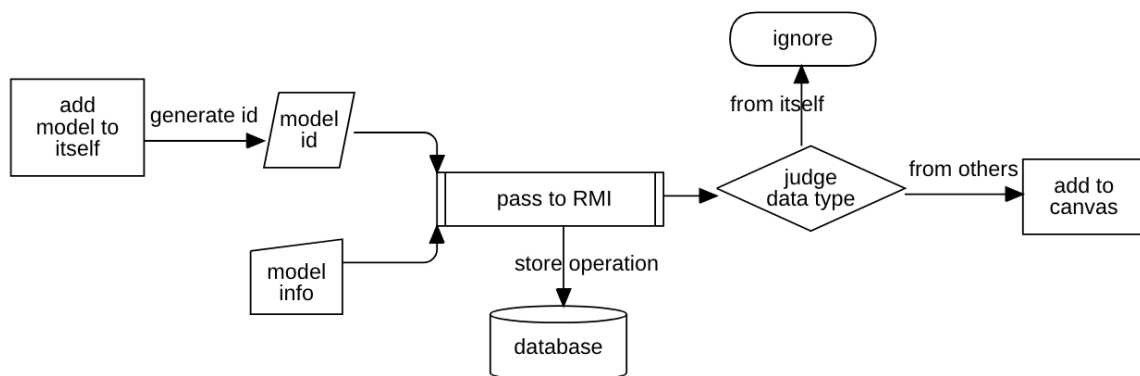 ignore
add
model to
itself
generate id
model
id
from itself
pass to RMI
judge
data type
from others
add to
canvas
model
info
store operation
database